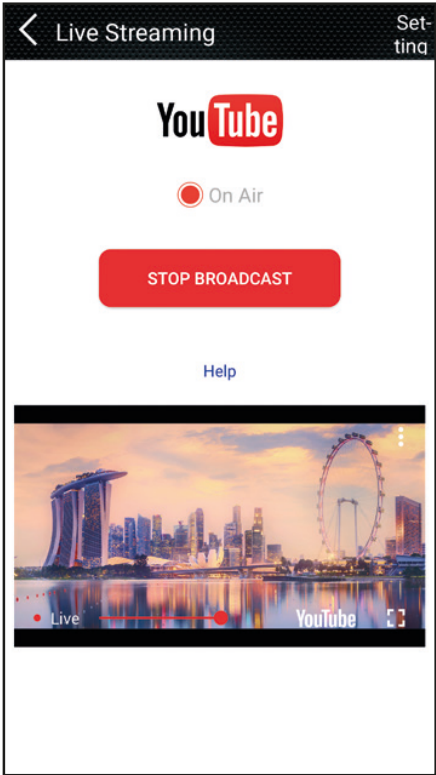 Live Streaming
Set-
ting
YouTube
On Air
STOP BROADCAST
Help
Live
YouTube